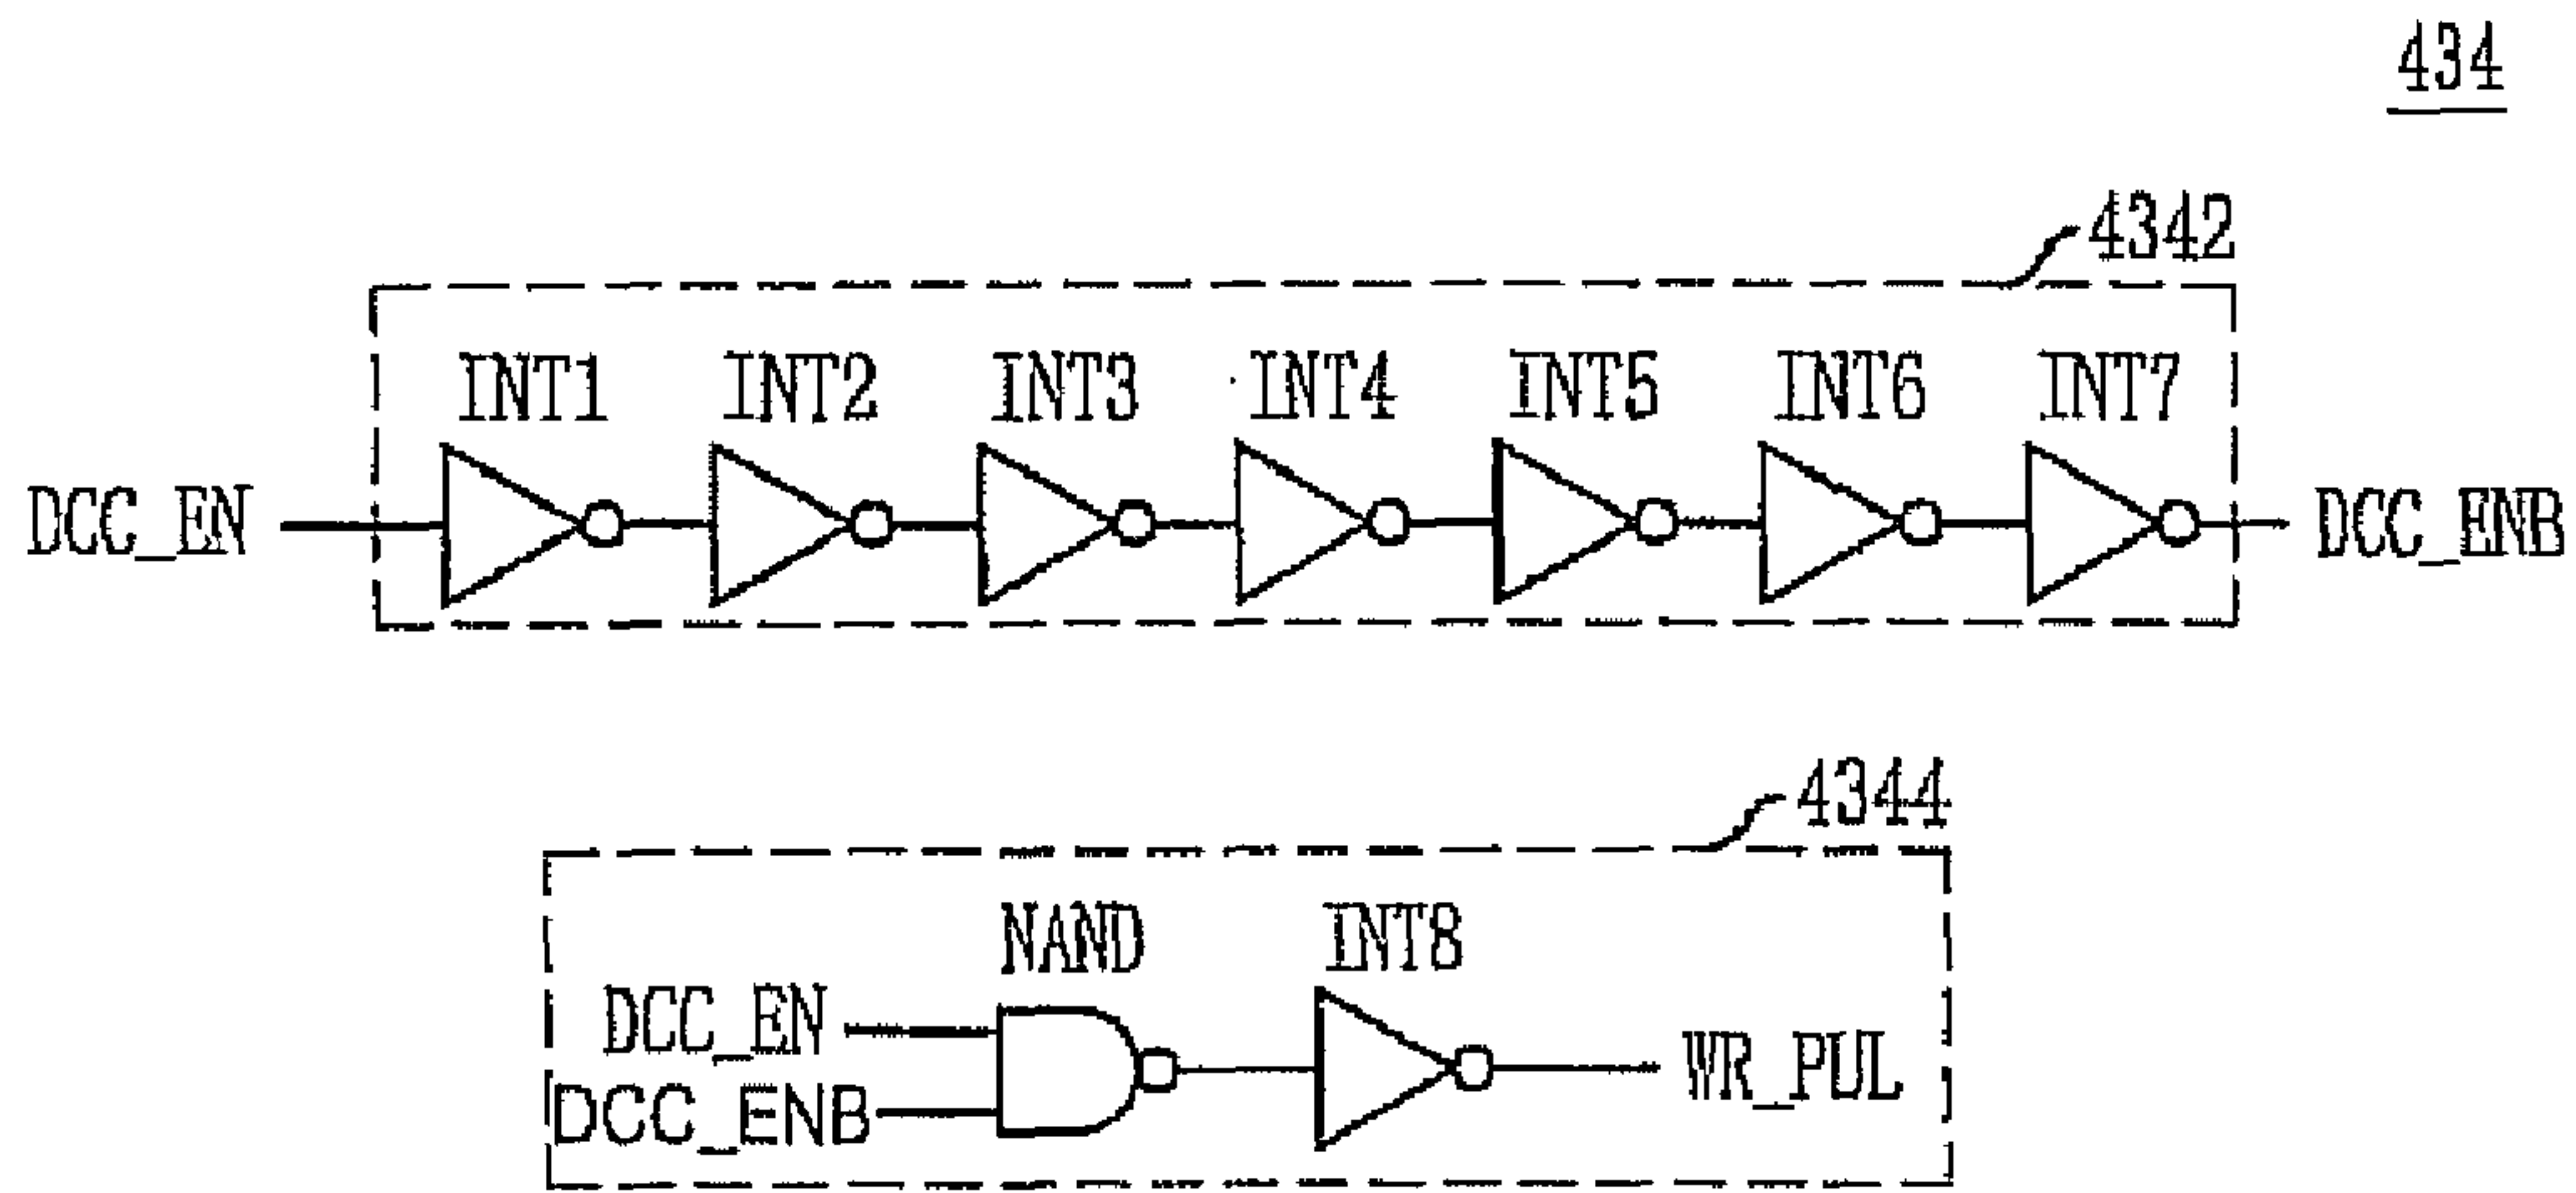 434
4342
INT1 INT2 INT3 INT4 INT5 INT6 INT7
DCC_EN DCC_ENB
4344
NAND INT8
DCC_EN
WR_PUL
DCC_ENB